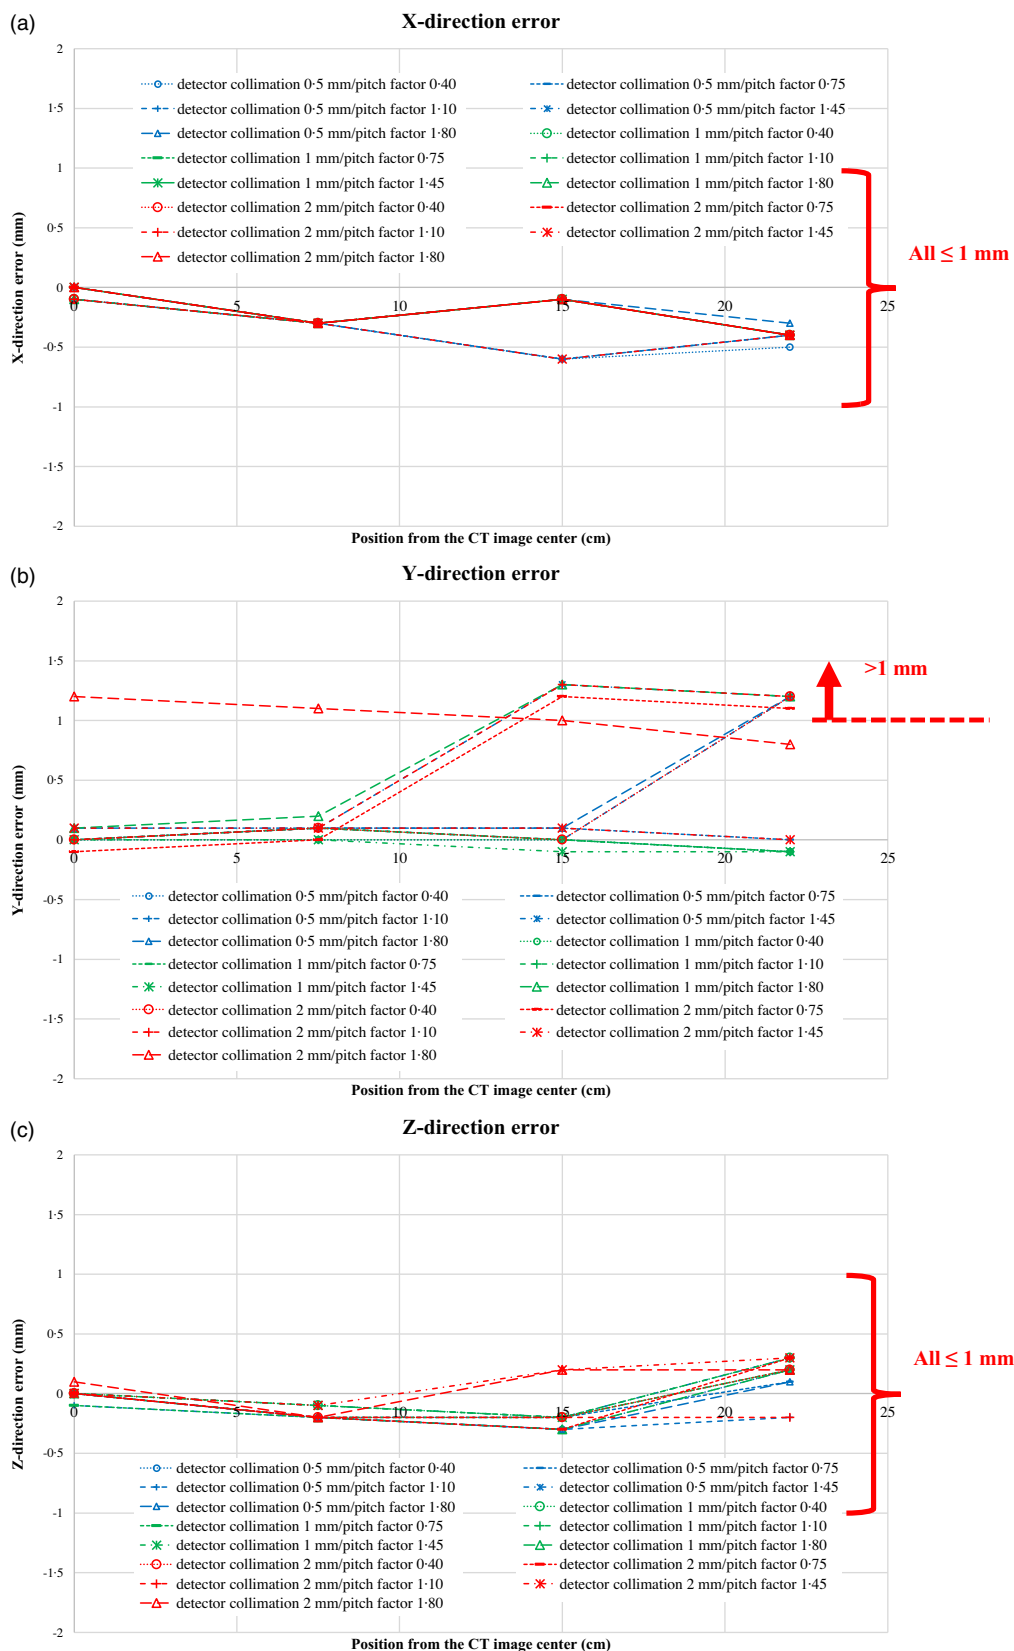 (a)
X-direction error
2
1·5
1
0·5
0
-0·5
-1
-1·5
-2
0 5 10 15 20 25
X-direction error (mm)
Position from the CT image center (cm)
detector collimation 0·5 mm/pitch factor 0·40
detector collimation 0·5 mm/pitch factor 0·75
detector collimation 0·5 mm/pitch factor 1·10
detector collimation 0·5 mm/pitch factor 1·45
detector collimation 0·5 mm/pitch factor 1·80
detector collimation 1 mm/pitch factor 0·40
detector collimation 1 mm/pitch factor 0·75
detector collimation 1 mm/pitch factor 1·10
detector collimation 1 mm/pitch factor 1·45
detector collimation 1 mm/pitch factor 1·80
detector collimation 2 mm/pitch factor 0·40
detector collimation 2 mm/pitch factor 0·75
detector collimation 2 mm/pitch factor 1·10
detector collimation 2 mm/pitch factor 1·45
detector collimation 2 mm/pitch factor 1·80
All ≤ 1 mm
(b)
Y-direction error
2
1·5
1
0·5
0
-0·5
-1
-1·5
-2
0 5 10 15 20 25
Y-direction error (mm)
Position from the CT image center (cm)
>1 mm
detector collimation 0·5 mm/pitch factor 0·40
detector collimation 0·5 mm/pitch factor 0·75
detector collimation 0·5 mm/pitch factor 1·10
detector collimation 0·5 mm/pitch factor 1·45
detector collimation 0·5 mm/pitch factor 1·80
detector collimation 1 mm/pitch factor 0·40
detector collimation 1 mm/pitch factor 0·75
detector collimation 1 mm/pitch factor 1·10
detector collimation 1 mm/pitch factor 1·45
detector collimation 1 mm/pitch factor 1·80
detector collimation 2 mm/pitch factor 0·40
detector collimation 2 mm/pitch factor 0·75
detector collimation 2 mm/pitch factor 1·10
detector collimation 2 mm/pitch factor 1·45
detector collimation 2 mm/pitch factor 1·80
(c)
Z-direction error
2
1·5
1
0·5
0
-0·5
-1
-1·5
-2
0 5 10 15 20 25
Z-direction error (mm)
Position from the CT image center (cm)
All ≤ 1 mm
detector collimation 0·5 mm/pitch factor 0·40
detector collimation 0·5 mm/pitch factor 0·75
detector collimation 0·5 mm/pitch factor 1·10
detector collimation 0·5 mm/pitch factor 1·45
detector collimation 0·5 mm/pitch factor 1·80
detector collimation 1 mm/pitch factor 0·40
detector collimation 1 mm/pitch factor 0·75
detector collimation 1 mm/pitch factor 1·10
detector collimation 1 mm/pitch factor 1·45
detector collimation 1 mm/pitch factor 1·80
detector collimation 2 mm/pitch factor 0·40
detector collimation 2 mm/pitch factor 0·75
detector collimation 2 mm/pitch factor 1·10
detector collimation 2 mm/pitch factor 1·45
detector collimation 2 mm/pitch factor 1·80